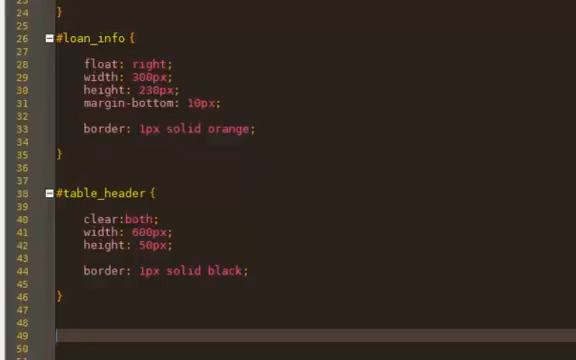 24 }
25
26 #loan_info {
27
28 float: right;
29 width: 300px;
30 height: 230px;
31 margin-bottom: 10px;
32
33 border: 1px solid orange;
34
35 }
36
37
38 #table_header {
39
40 clear:both;
41 width: 600px;
42 height: 50px;
43
44 border: 1px solid black;
45
46 }
47
48
49
50